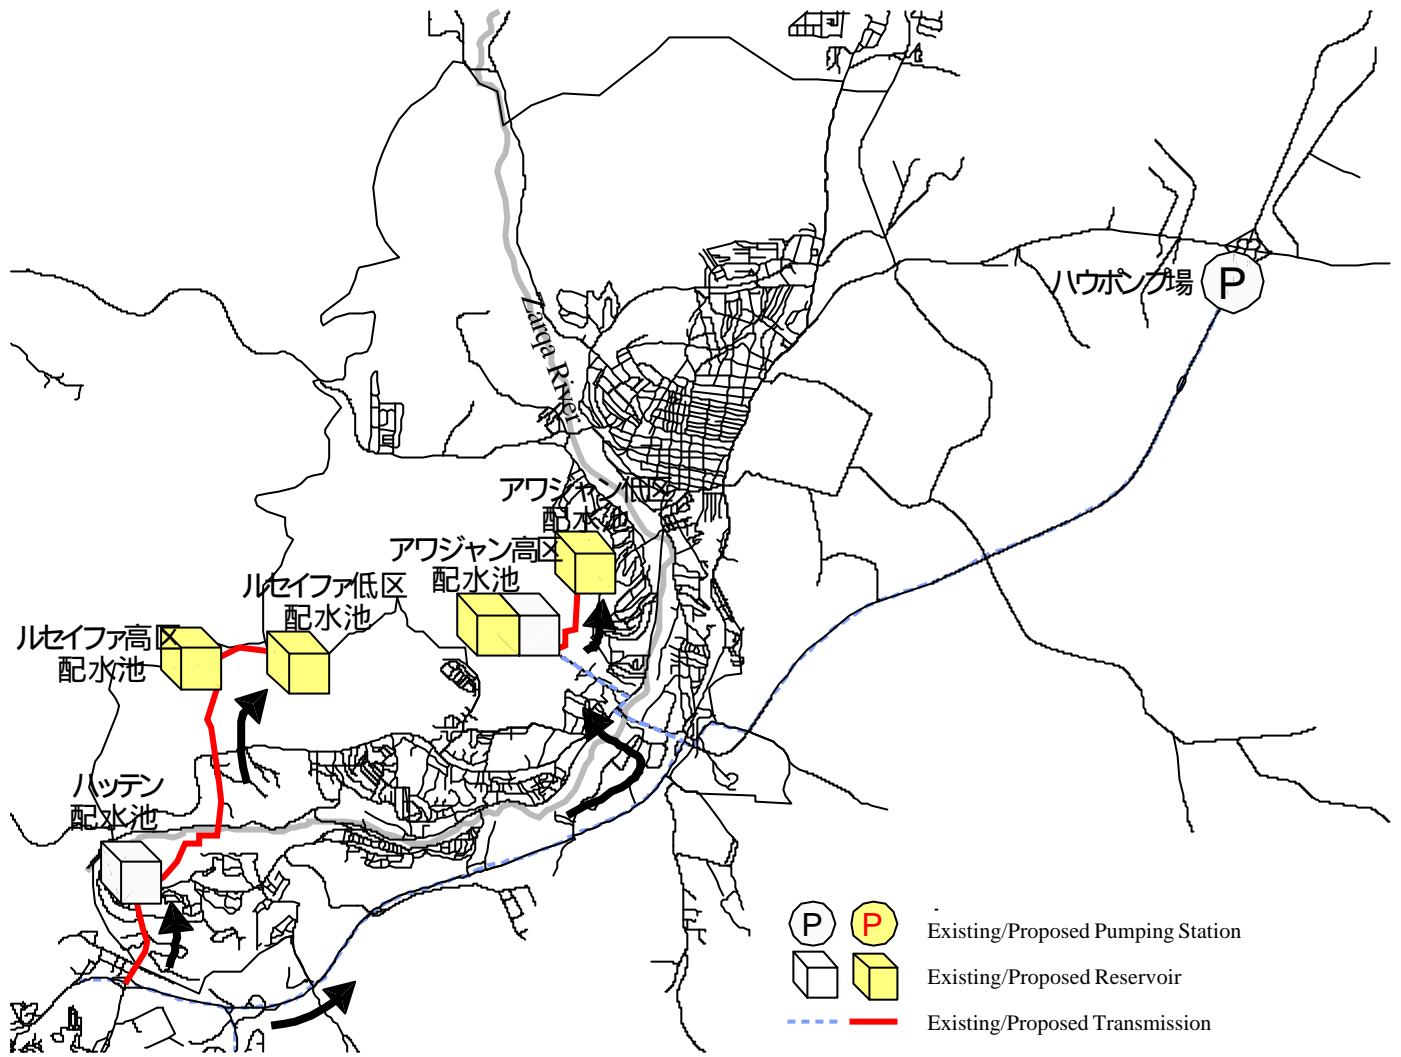 ハウポンプ場
P
Zarqa River
アワジャン低区
配水池
アワジャン高区
配水池
ルセイファ低区
配水池
ルセイファ高区
配水池
ハッテン
配水池
P P Existing/Proposed Pumping Station
Existing/Proposed Reservoir
Existing/Proposed Transmission